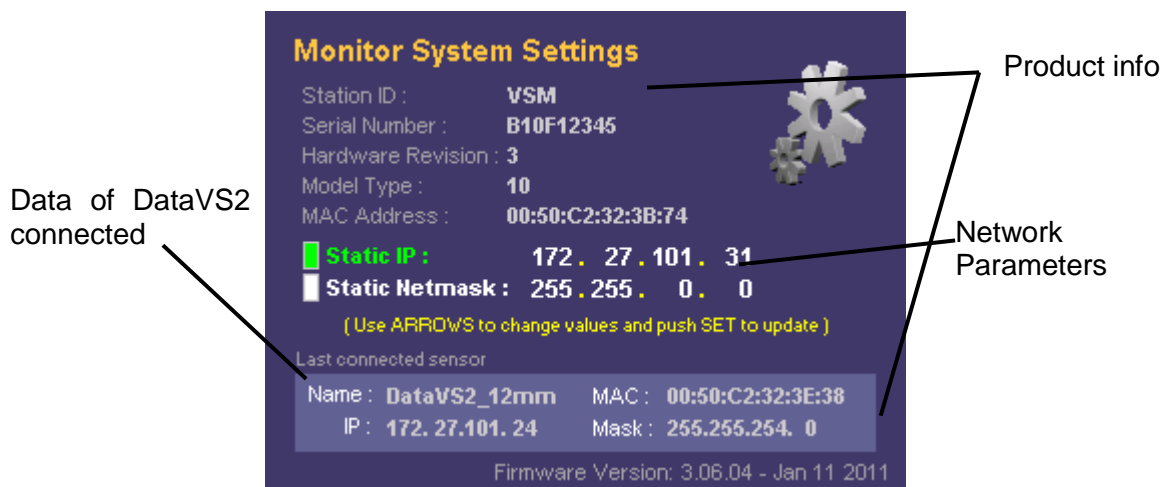 Monitor System Settings
Product info
Station ID : VSM
Serial Number : B10F12345
Hardware Revision : 3
Model Type : 10
MAC Address : 00:50:C2:32:3B:74
Data of DataVS2
connected
Static IP : 172. 27.101. 31
Static Netmask : 255.255. 0. 0
Network
Parameters
( Use ARROWS to change values and push SET to update )
Last connected sensor
Name : DataVS2_12mm MAC : 00:50:C2:32:3E:38
IP : 172. 27.101. 24 Mask : 255.255.254. 0
Firmware Version: 3.06.04 - Jan 11 2011